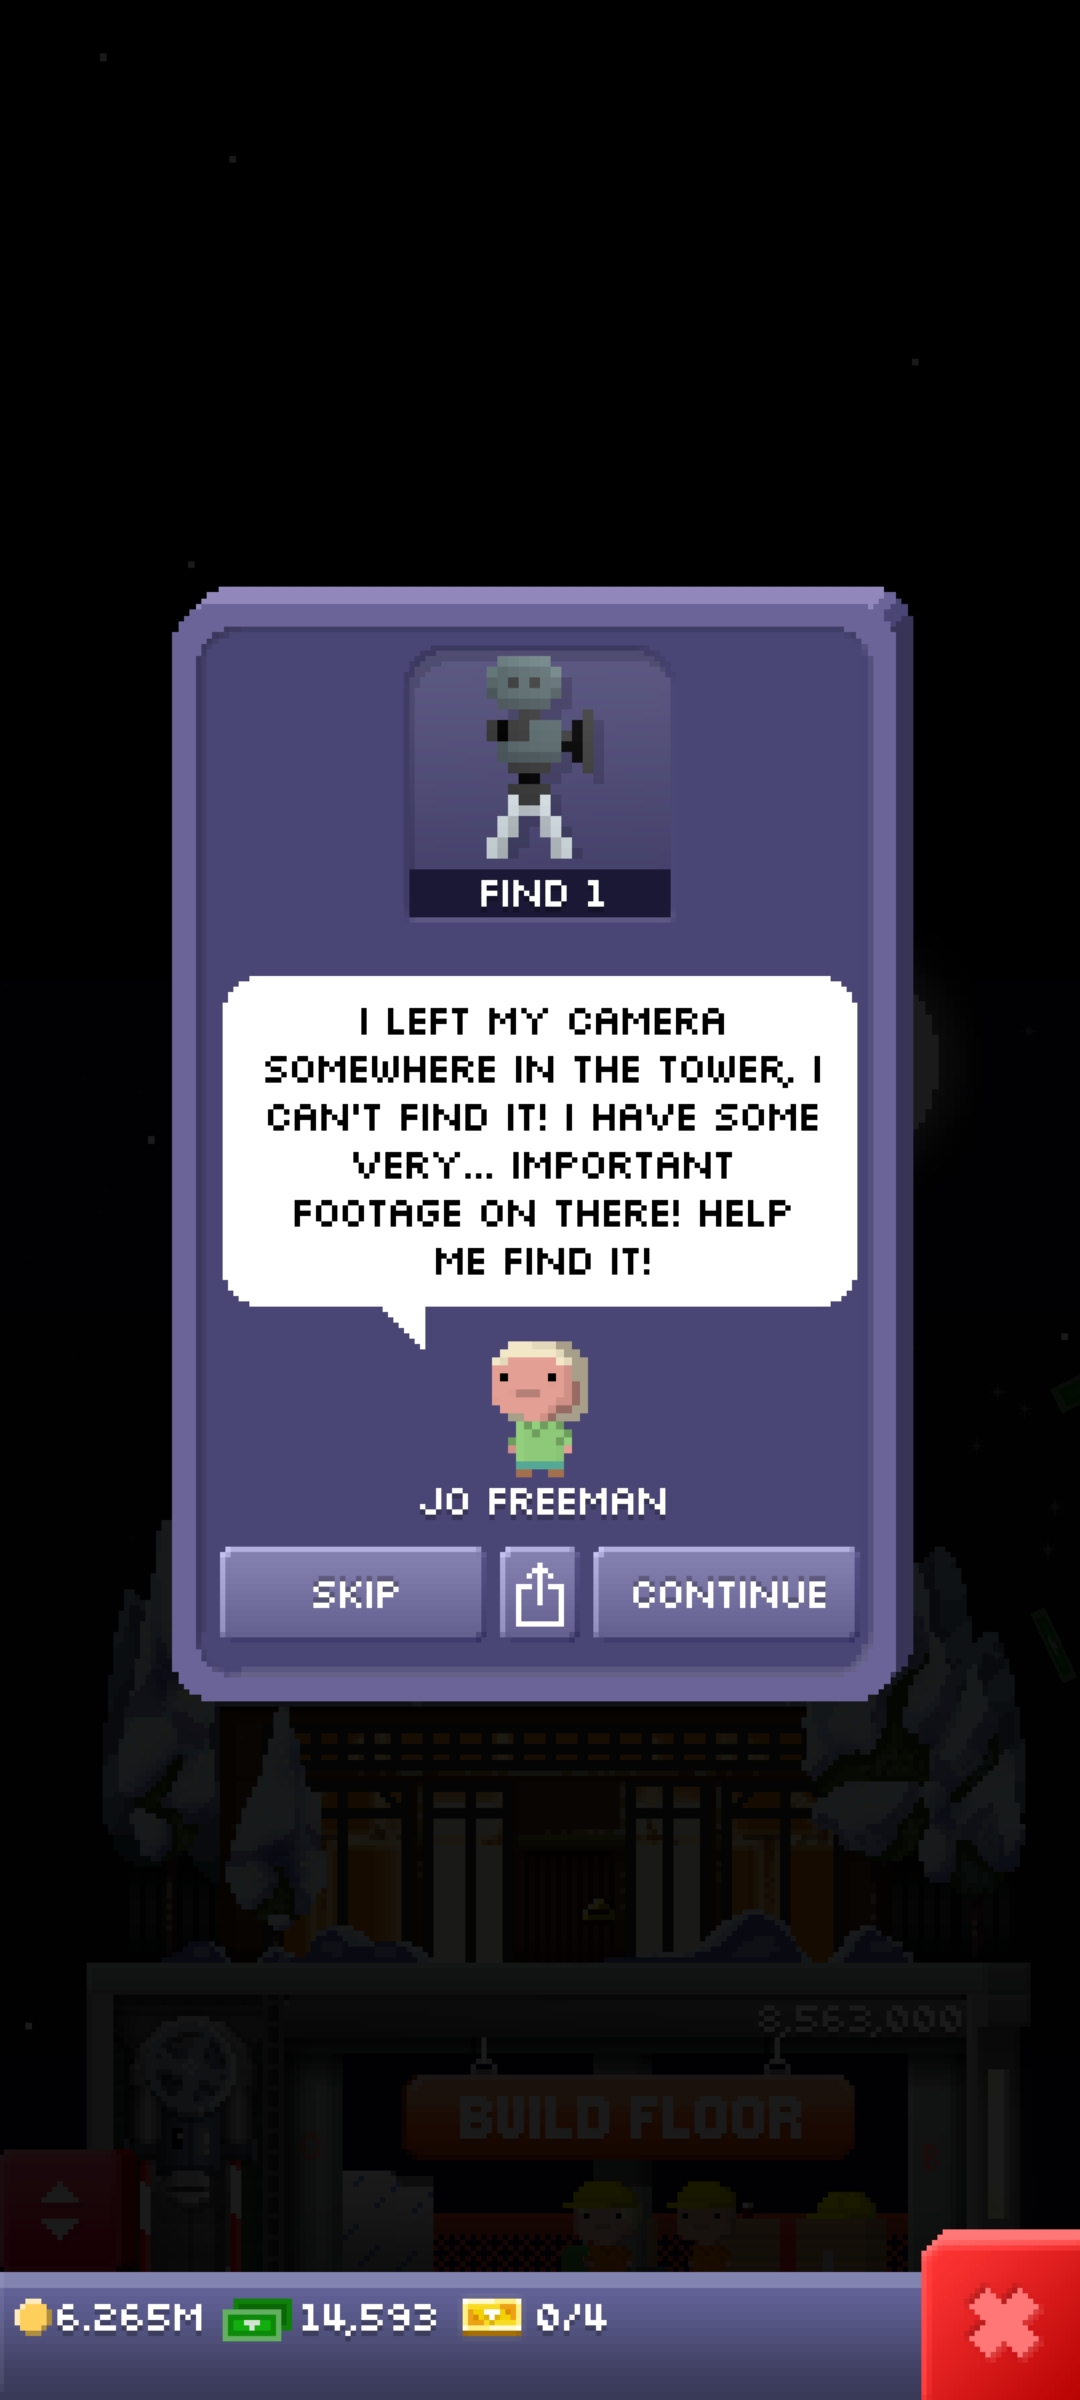 FIND 1
I LEFT MY CAMERA
SOMEWHERE IN THE TOWER, I
CAN'T FIND IT! I HAVE SOME
VERY... IMPORTANT
FOOTAGE ON THERE! HELP
ME FIND IT!
JO FREEMAN
SKIP
CONTINUE
8,563,000
BUILD FLOOR
6.265M
14,593
0/4